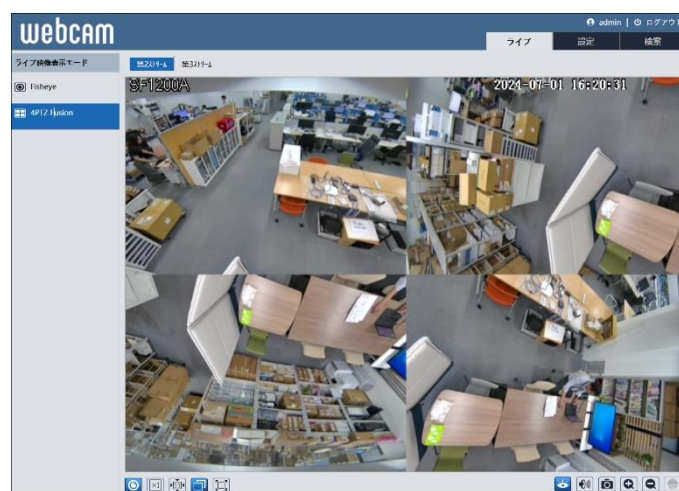 webcam
admin | ログアウト
ライブ 設定 検索
ライブ映像表示モード
第2ストリーム 第3ストリーム
Fisheye
4PTZ Fusion
SF1200A
2024-07-01 16:20:31
×1